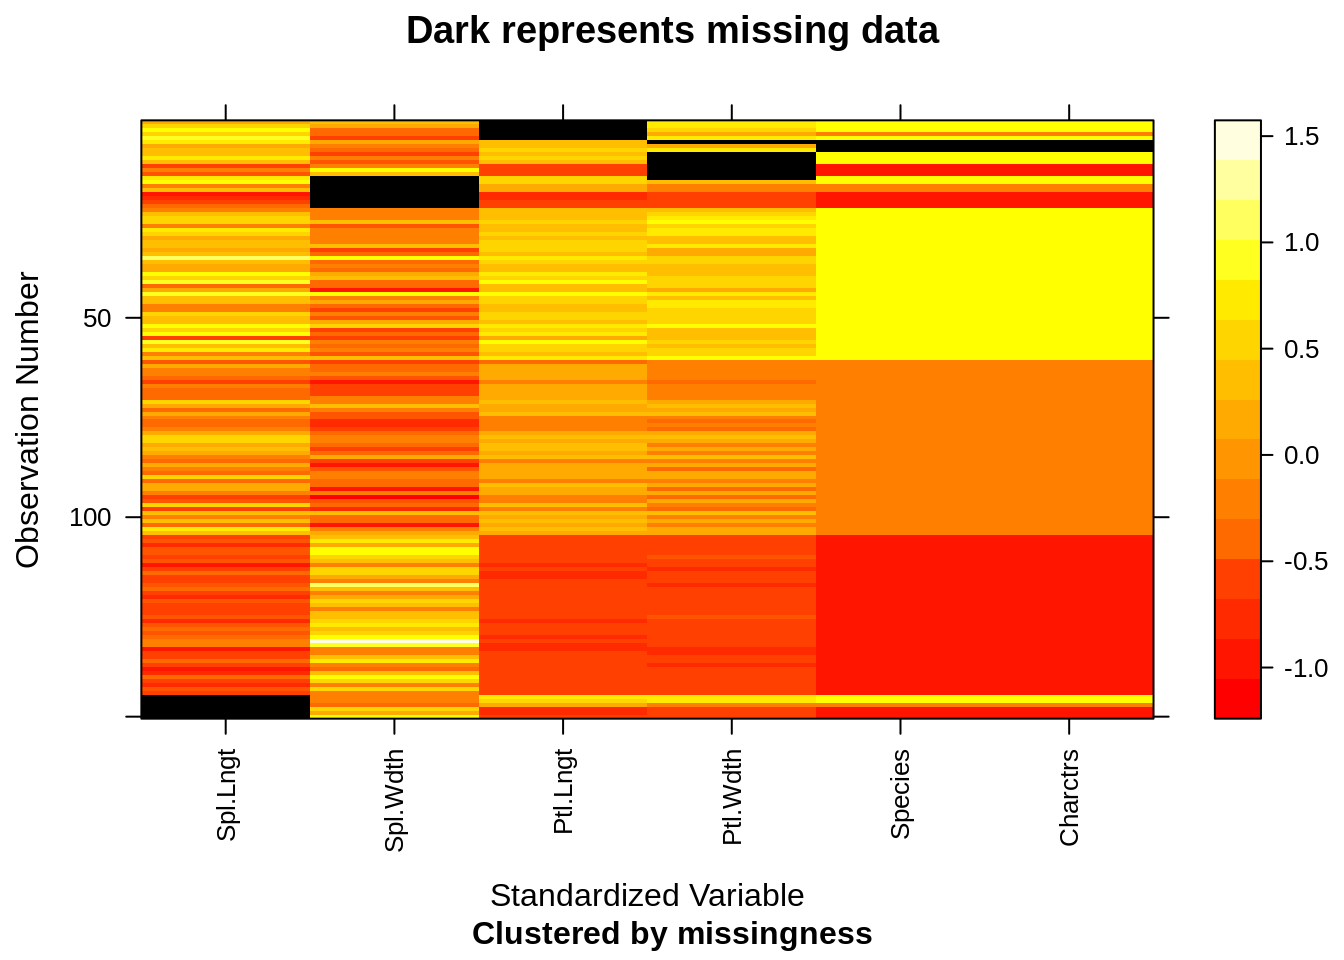 Dark represents missing data
Observation Number
50
100
1.5
1.0
0.5
0.0
-0.5
-1.0
Spl.Lngt
Spl.Wdth
Ptl.Lngt
Ptl.Wdth
Species
Charctrs
Standardized Variable
Clustered by missingness